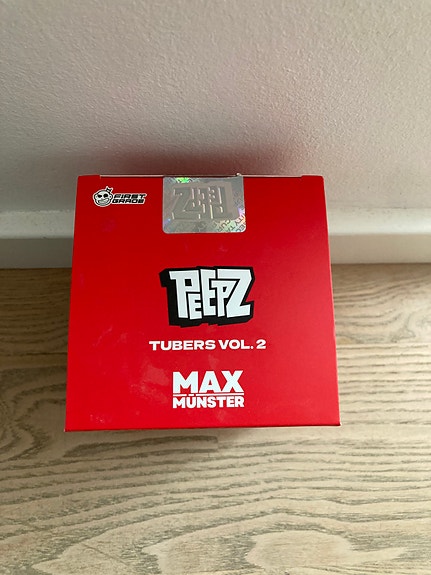 FIRST
GRADE
PEEPZ
TUBERS VOL. 2
MAX
MÜNSTER